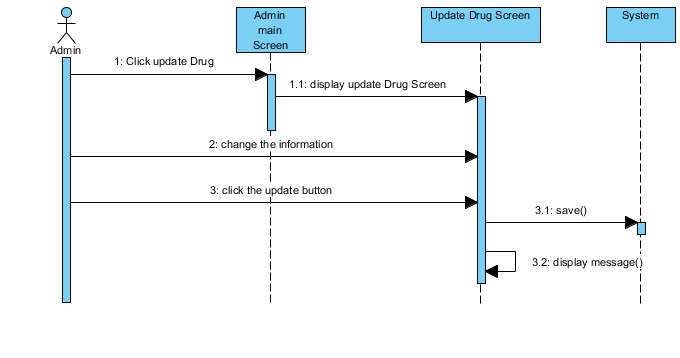 Admin
Admin
main
Screen
Update Drug Screen
System
1: Click update Drug
1.1: display update Drug Screen
2: change the information
3: click the update button
3.1: save()
3.2: display message()